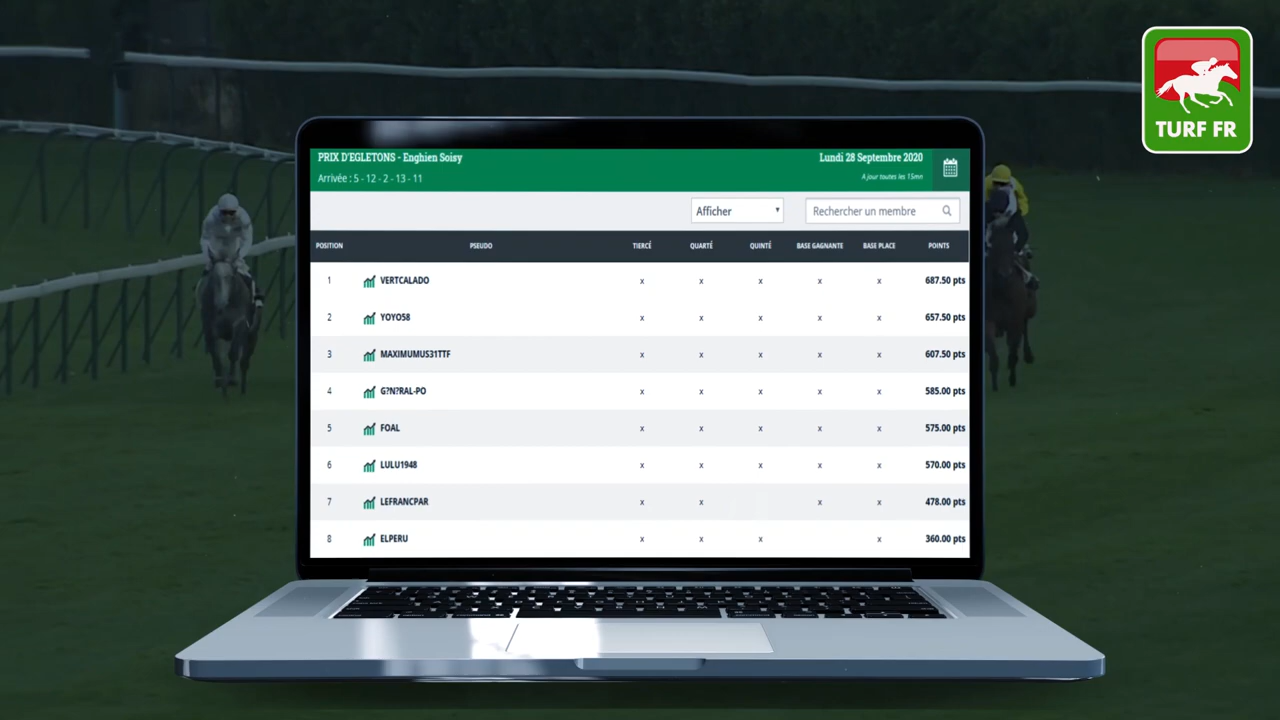 TURF FR
PRIX D'EGLETONS - Enghien Soisy
Lundi 28 Septembre 2020
Arrivée : 5 - 12 - 2 - 13 - 11
A jour toutes les 15mn
Afficher
Rechercher un membre
POSITION PSEUDO TIERCÉ QUARTÉ QUINTÉ BASE GAGNANTE BASE PLACE POINTS
1 VERTCALADO x x x x x 687.50 pts
2 YOYO58 x x x x x 657.50 pts
3 MAXIMUMUS31TTF x x x x x 607.50 pts
4 G?N?RAL-PO x x x x x 585.00 pts
5 FOAL x x x x x 575.00 pts
6 LULU1948 x x x x x 570.00 pts
7 LEFRANCPAR x x x x 478.00 pts
8 ELPERU x x x x 360.00 pts